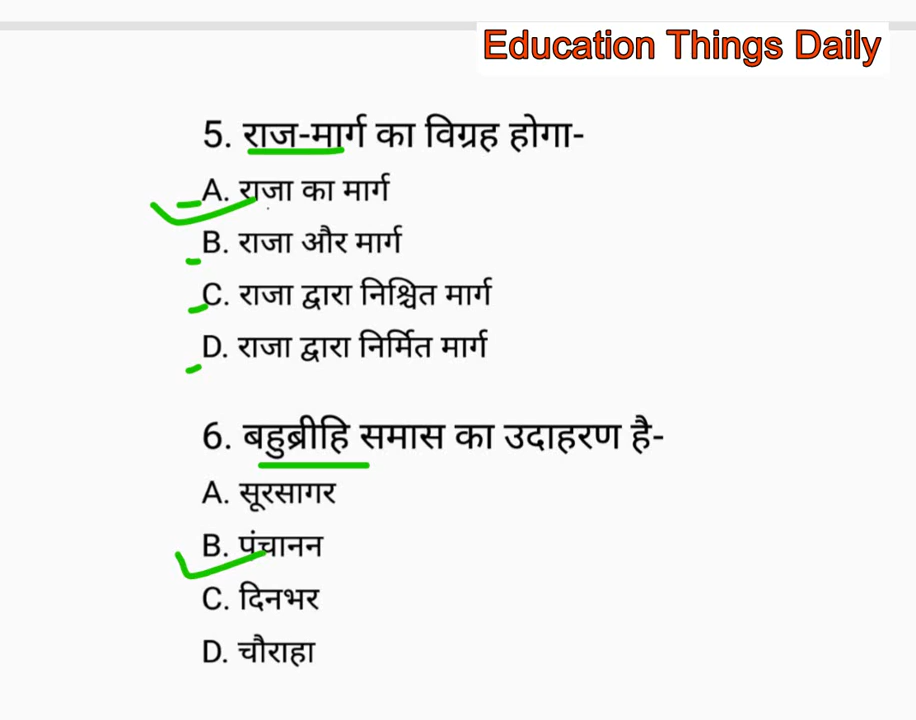 Education Things Daily
5. राज-मार्ग का विग्रह होगा-
A. राजा का मार्ग
B. राजा और मार्ग
C. राजा द्वारा निश्चित मार्ग
D. राजा द्वारा निर्मित मार्ग
6. बहुब्रीहि समास का उदाहरण है-
A. सूरसागर
B. पंचानन
C. दिनभर
D. चौराहा